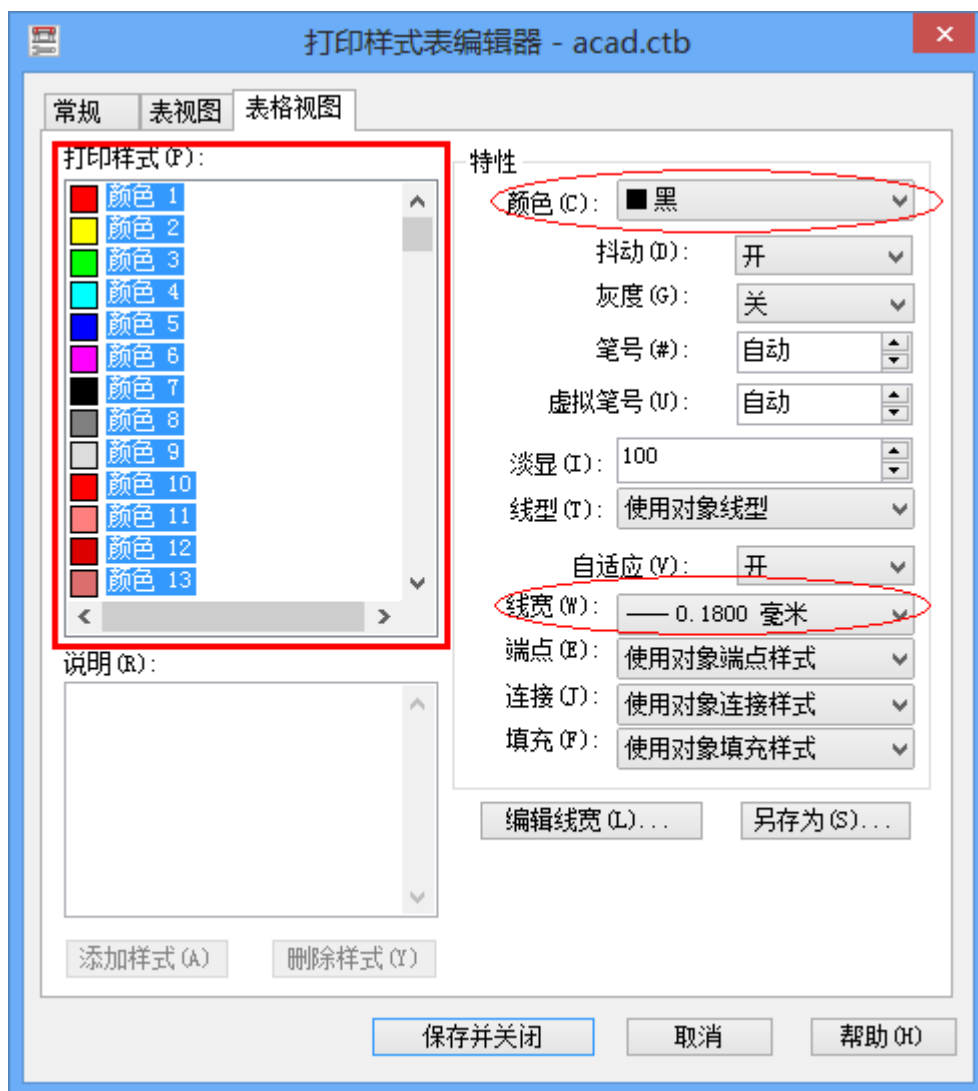 打印样式表编辑器 - acad.ctb
常规 表视图 表格视图
打印样式(P):
颜色 1
颜色 2
颜色 3
颜色 4
颜色 5
颜色 6
颜色 7
颜色 8
颜色 9
颜色 10
颜色 11
颜色 12
颜色 13
说明(R):
添加样式(A) 删除样式(Y)
特性
颜色(C): 黑
抖动(D): 开
灰度(G): 关
笔号(#): 自动
虚拟笔号(U): 自动
淡显(I): 100
线型(T): 使用对象线型
自适应(V): 开
线宽(W): 0.1800 毫米
端点(E): 使用对象端点样式
连接(J): 使用对象连接样式
填充(F): 使用对象填充样式
编辑线宽(L)... 另存为(S)...
保存并关闭 取消 帮助(H)